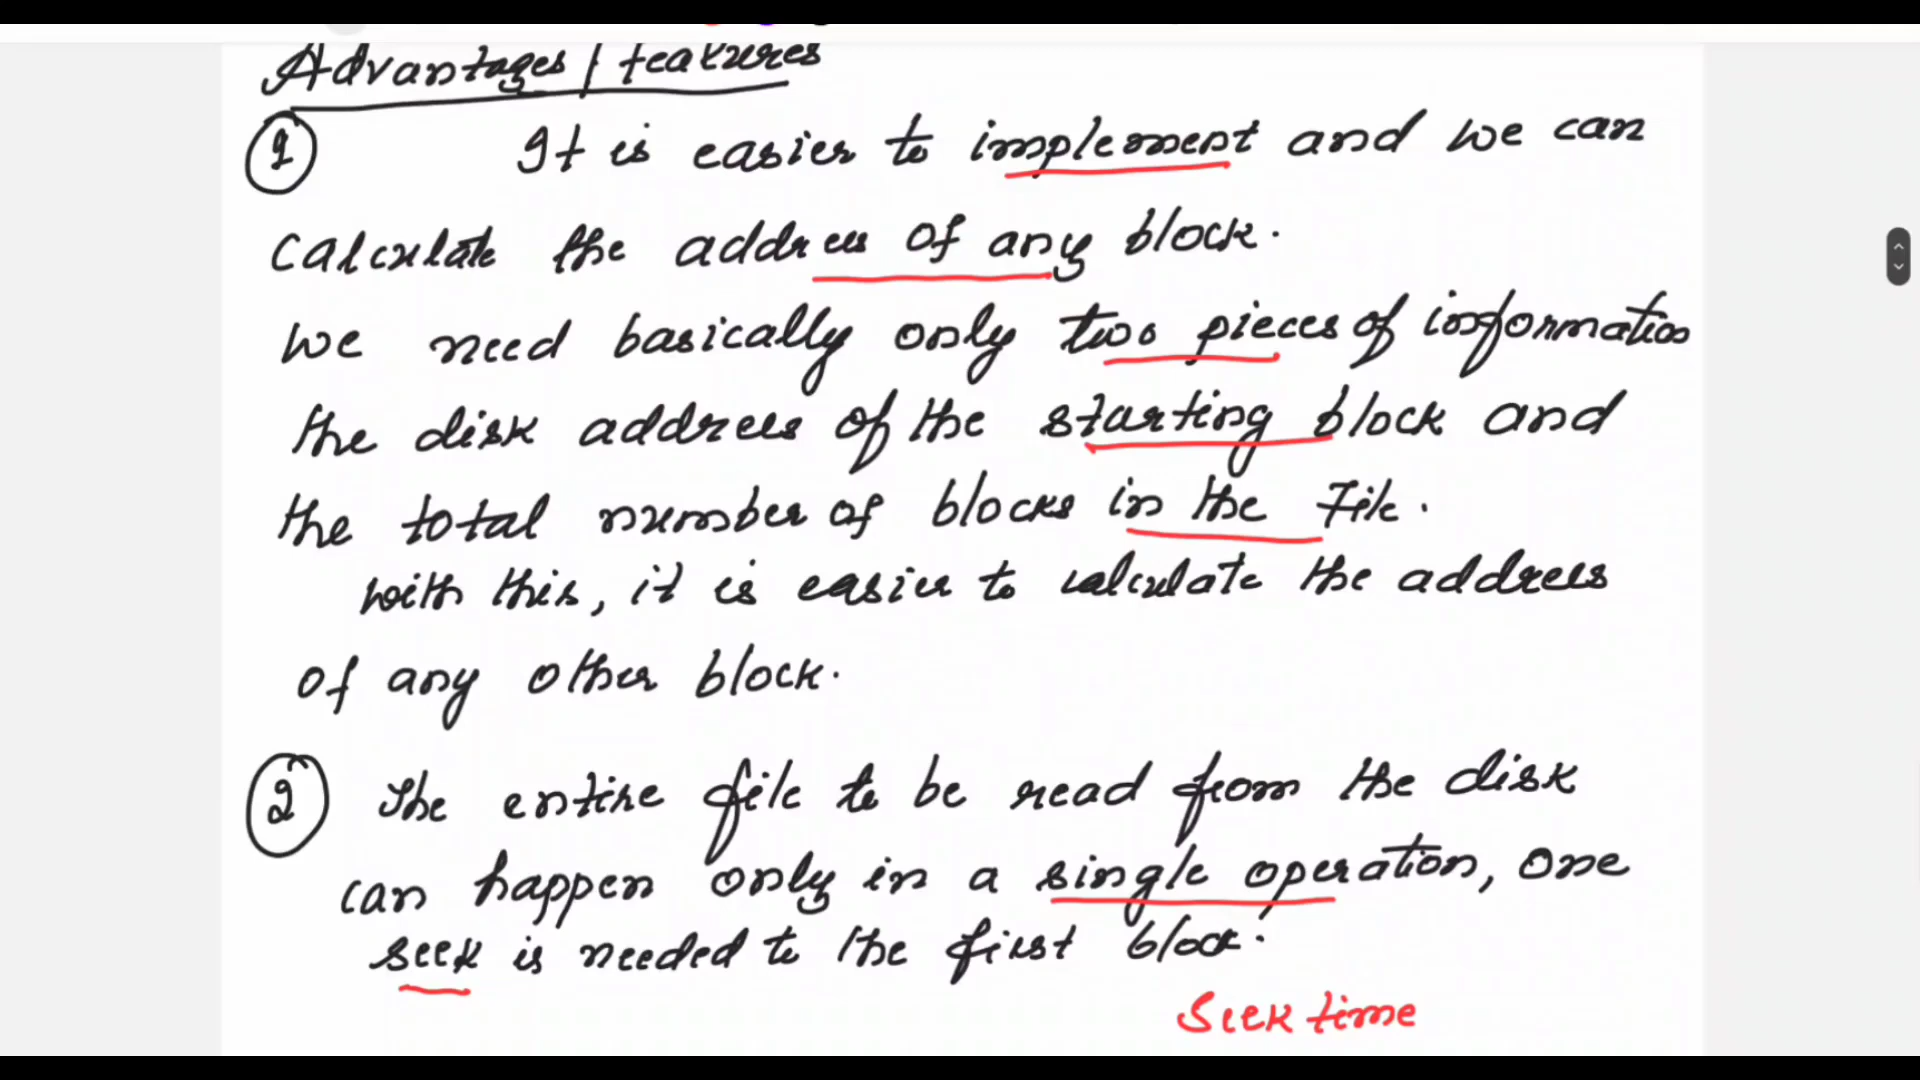 Advantages / features
1 It is easier to implement and we can
calculate the address of any block.
we need basically only two pieces of information
the disk address of the starting block and
the total number of blocks in the File.
with this, it is easier to calculate the address
of any other block.
2 The entire file to be read from the disk
can happen only in a single operation, one
seek is needed to the first block.
Seek time